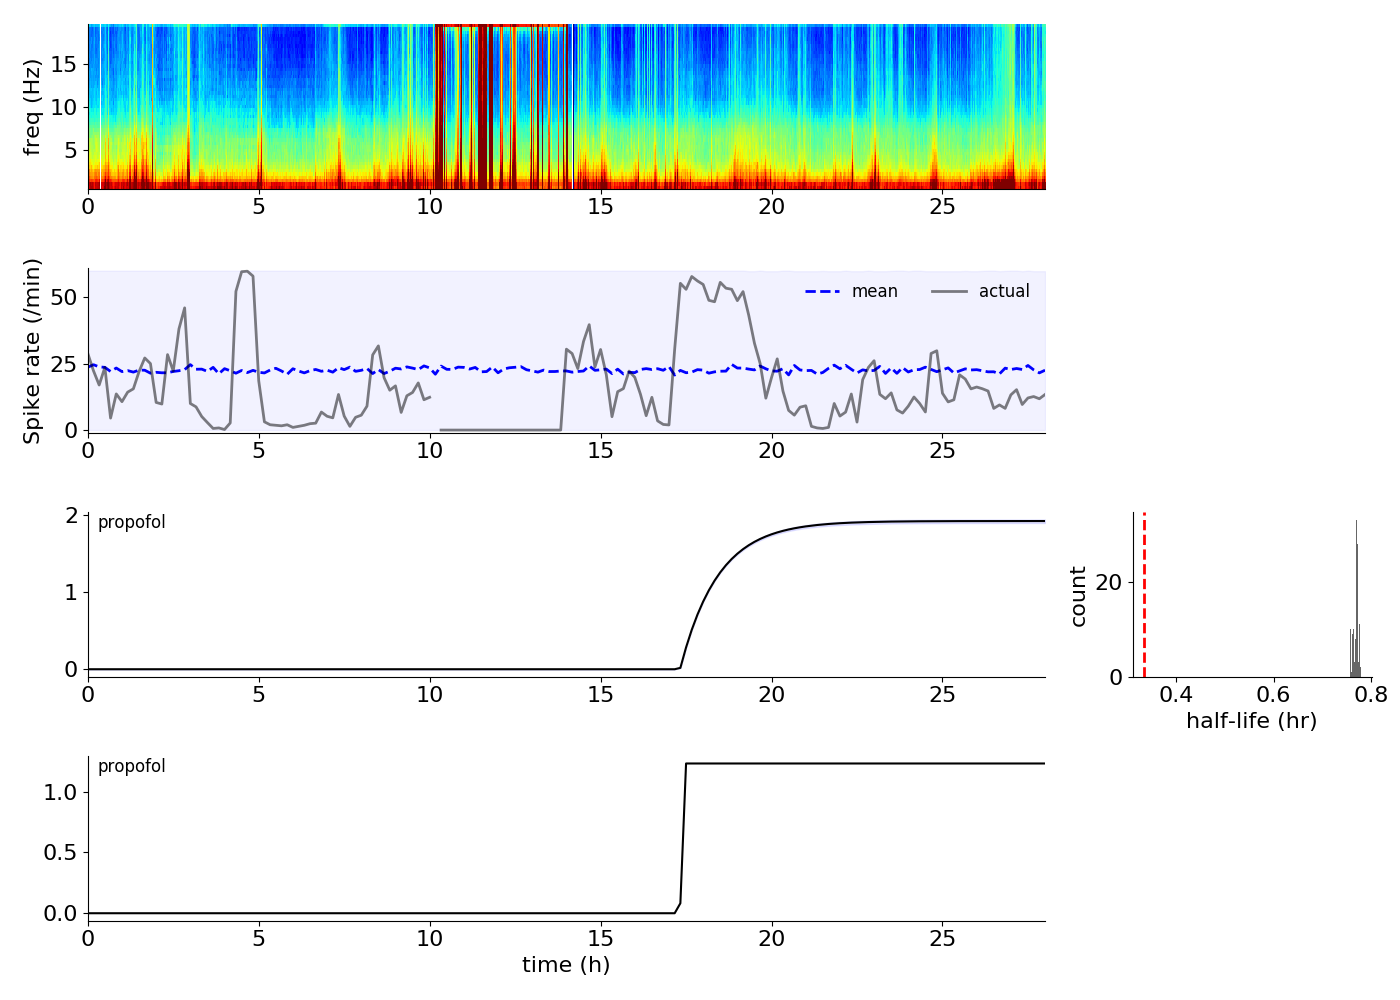 freq (Hz)
15
10
5
0 5 10 15 20 25
Spike rate (/min)
50
25
0
mean actual
0 5 10 15 20 25
propofol
2
1
0
0 5 10 15 20 25
count
20
0
0.4 0.6 0.8
half-life (hr)
propofol
1.0
0.5
0.0
0 5 10 15 20 25
time (h)